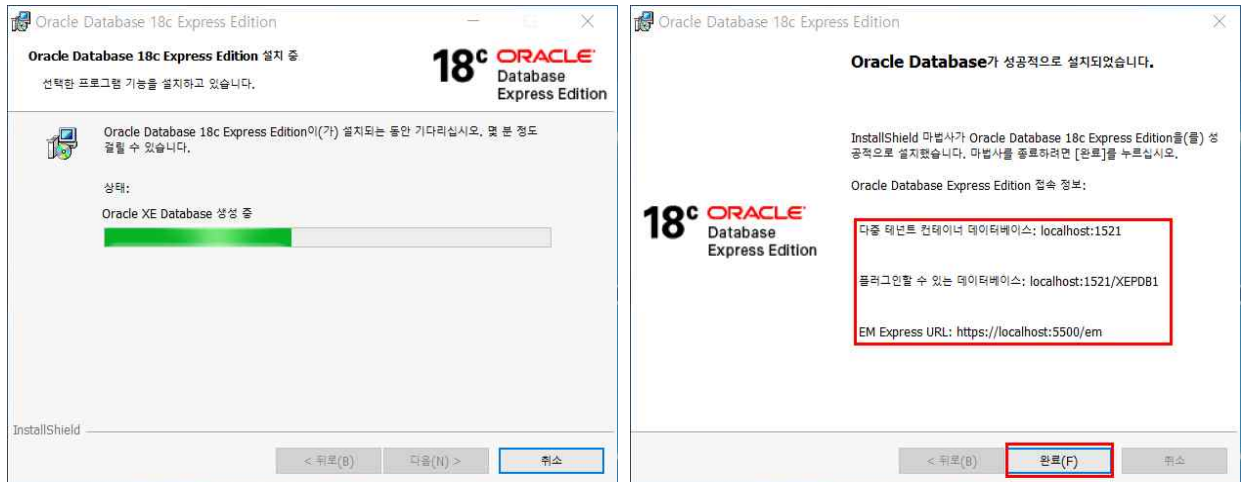 Oracle Database 18c Express Edition
Oracle Database 18c Express Edition 설치 중
선택한 프로그램 기능을 설치하고 있습니다.
18c ORACLE
Database
Express Edition
Oracle Database 18c Express Edition이(가) 설치되는 동안 기다리십시오. 몇 분 정도
걸릴 수 있습니다.
상태:
Oracle XE Database 생성 중
InstallShield
< 뒤로(B) 다음(N) > 취소
Oracle Database 18c Express Edition
Oracle Database가 성공적으로 설치되었습니다.
InstallShield 마법사가 Oracle Database 18c Express Edition을(를) 성
공적으로 설치했습니다. 마법사를 종료하려면 [완료]를 누르십시오.
Oracle Database Express Edition 접속 정보:
18c ORACLE
Database
Express Edition
다중 테넌트 컨테이너 데이터베이스: localhost:1521
플러그인할 수 있는 데이터베이스: localhost:1521/XEPDB1
EM Express URL: https://localhost:5500/em
< 뒤로(B) 완료(F) 취소